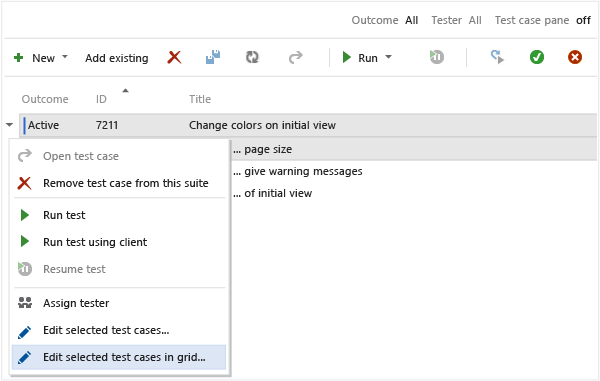 Outcome All Tester All Test case pane off
New Add existing Run
Outcome ID Title
Active 7211 Change colors on initial view
... page size
... give warning messages
... of initial view
Open test case
Remove test case from this suite
Run test
Run test using client
Resume test
Assign tester
Edit selected test cases...
Edit selected test cases in grid...